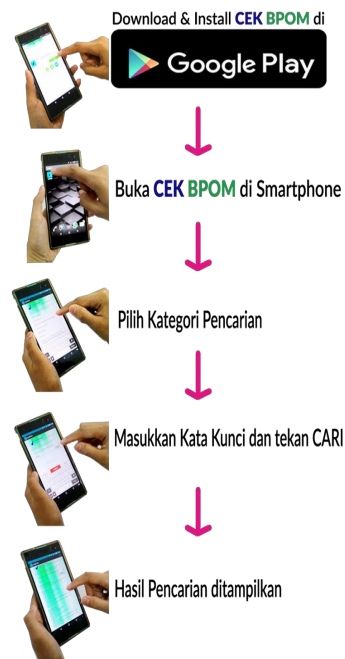 Download & Install CEK BPOM di
Google Play
Buka CEK BPOM di Smartphone
Pilih Kategori Pencarian
Masukkan Kata Kunci dan tekan CARI
Hasil Pencarian ditampilkan